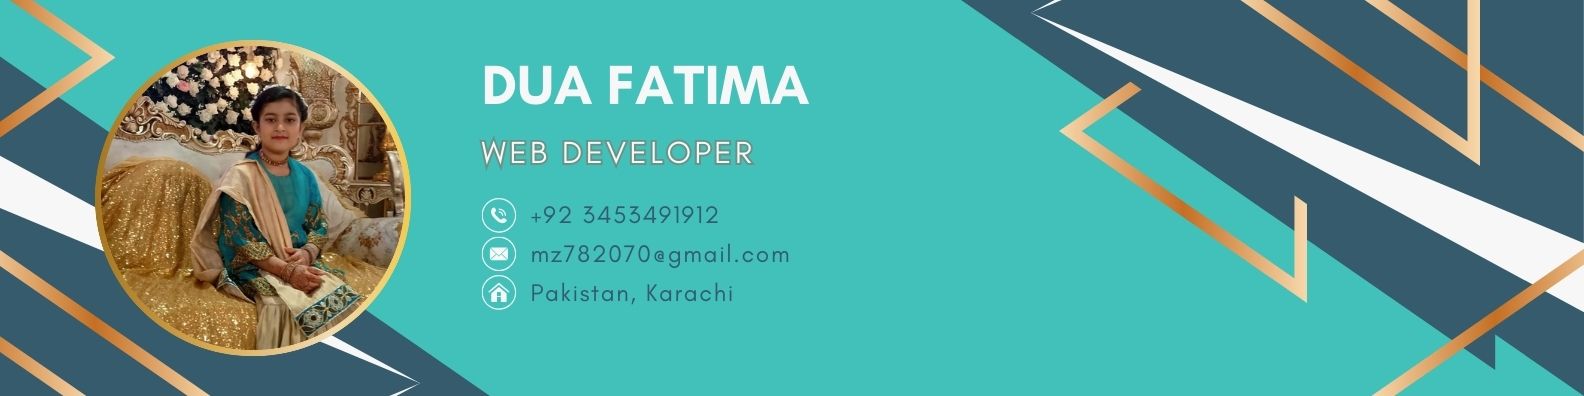 DUA FATIMA
WEB DEVELOPER
+92 3453491912
mz782070@gmail.com
Pakistan, Karachi